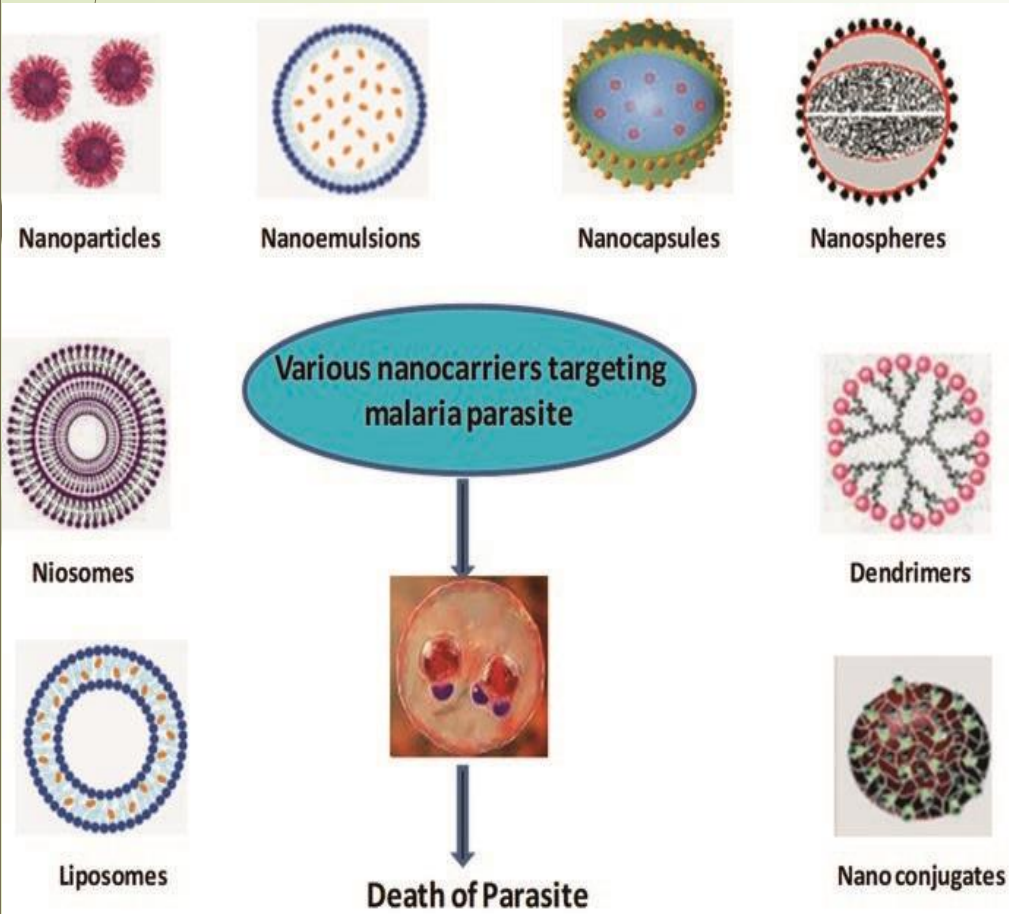 Nanoparticles
Nanoemulsions
Nanocapsules
Nanospheres
Various nanocarriers targeting
malaria parasite
Niosomes
Dendrimers
Liposomes
Nano conjugates
Death of Parasite